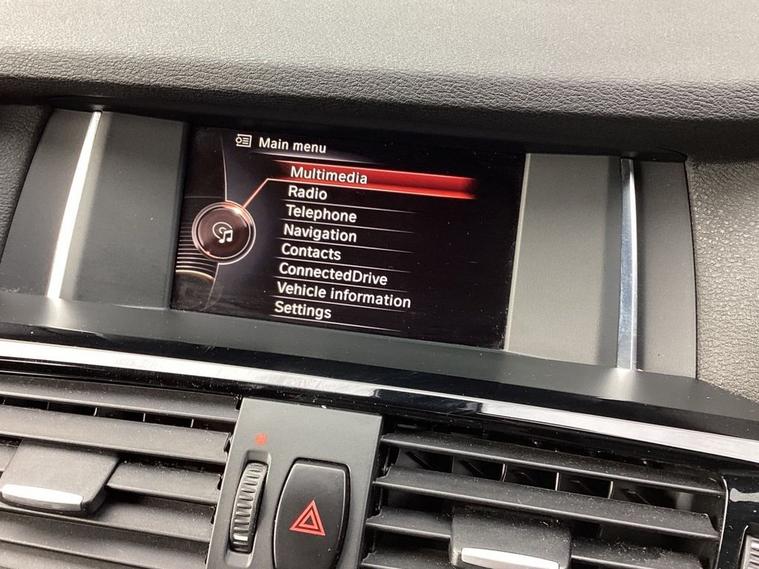 Main menu
Multimedia
Radio
Telephone
Navigation
Contacts
ConnectedDrive
Vehicle information
Settings